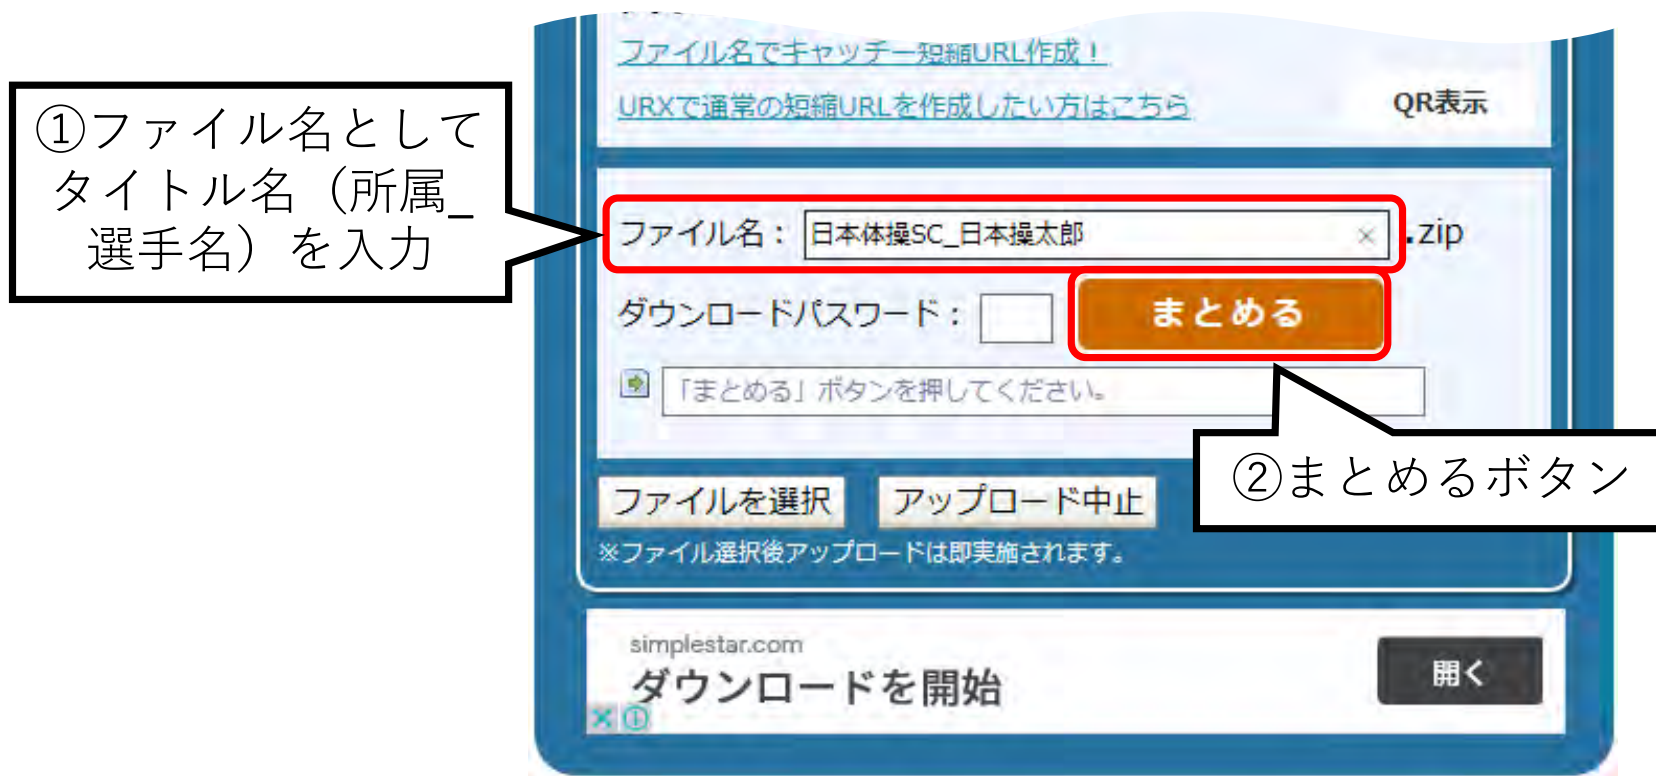 ファイル名でキャッチー短縮URL作成！
URXで通常の短縮URLを作成したい方はこちら
QR表示
①ファイル名として
タイトル名（所属_
選手名）を入力
ファイル名： 日本体操SC_日本操太郎 × .zip
ダウンロードパスワード： まとめる
「まとめる」ボタンを押してください。
②まとめるボタン
ファイルを選択 アップロード中止
※ファイル選択後アップロードは即実施されます。
simplestar.com
ダウンロードを開始
開く